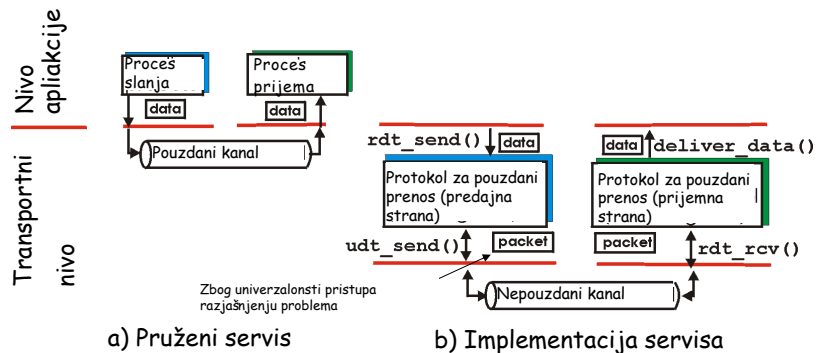 Nivo
apliakcije
Transportni
nivo
Proces
slanja
Proces
prijema
data
data
Pouzdani kanal
a) Pruženi servis
rdt_send()
data
data
deliver_data()
Protokol za pouzdani
prenos (predajna
strana)
Protokol za pouzdani
prenos (prijemna
strana)
udt_send()
packet
packet
rdt_rcv()
Zbog univerzalonsti pristupa
razjašnjenju problema
Nepouzdani kanal
b) Implementacija servisa